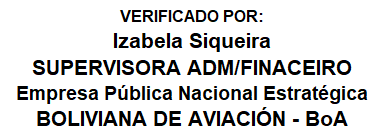 VERIFICADO POR:
Izabela Siqueira
SUPERVISORA ADM/FINACEIRO
Empresa Pública Nacional Estratégica
BOLIVIANA DE AVIACIÓN - BoA